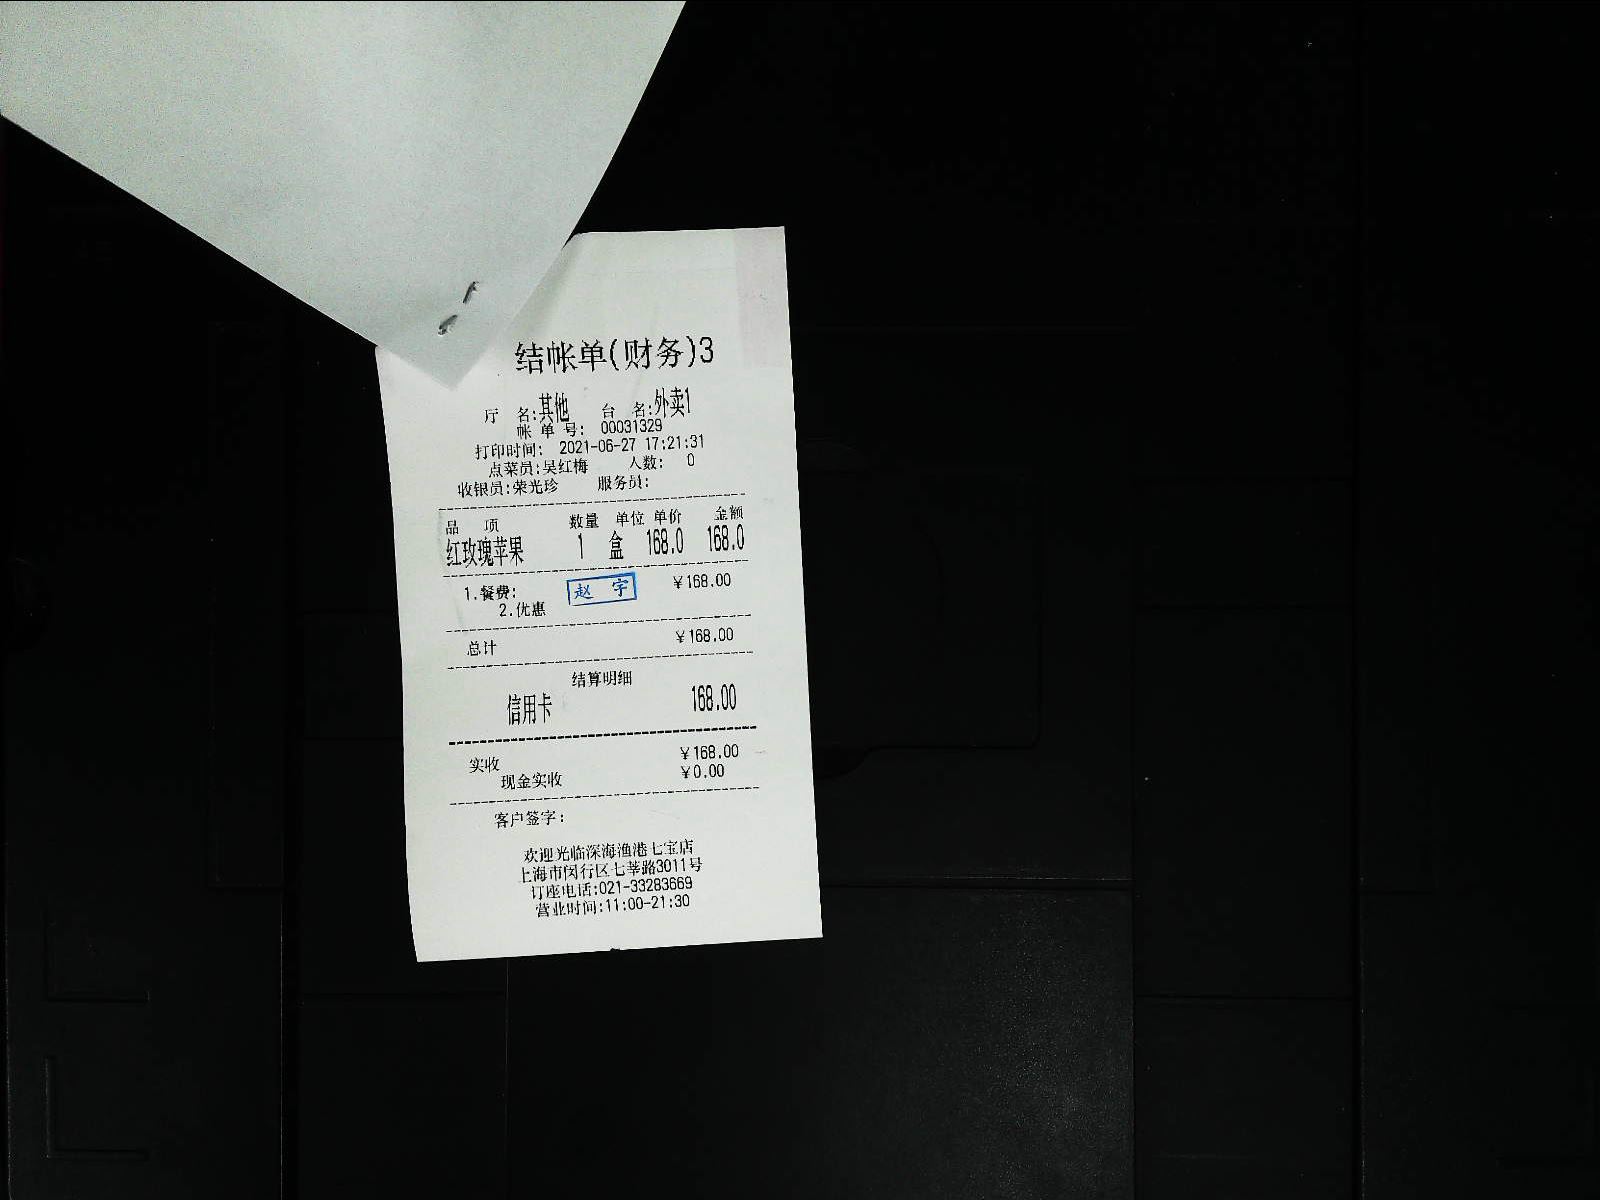 结帐单(财务)3
厅 名:其他 台 名:外卖1
帐 单 号: 00031329
打印时间: 2021-06-27 17:21:31
点菜员:吴红梅 人数: 0
收银员:荣光珍 服务员:
品 项 数量 单位 单价 金额
红玫瑰苹果 1 盒 168.0 168.0
1.餐费: ¥168.00
赵 宇
2.优惠
总计 ¥168.00
结算明细
信用卡 168.00
实收 ¥168.00
现金实收 ¥0.00
客户签字:
欢迎光临深海渔港七宝店
上海市闵行区七莘路3011号
订座电话:021-33283669
营业时间:11:00-21:30